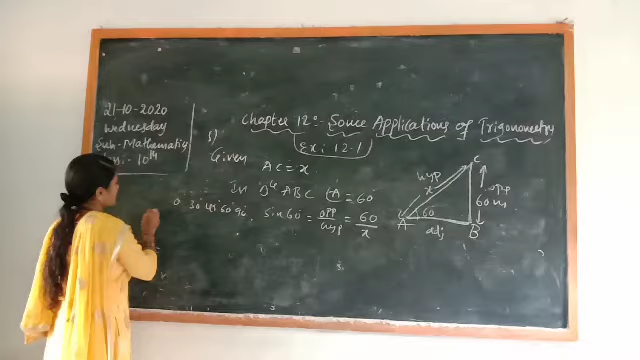 21-10-2020
Wednesday
Sub:- Mathematics
10th
Chapter 12:- Some Applications of Trigonometry
Ex: 12.1
1)
Given AC = x
In △le ABC ∠A = 60°
0 30° 45° 60° 90°
Sin 60 = opp/hyp = 60/x
C
hyp
x
opp
60 m
60
A
adj
B